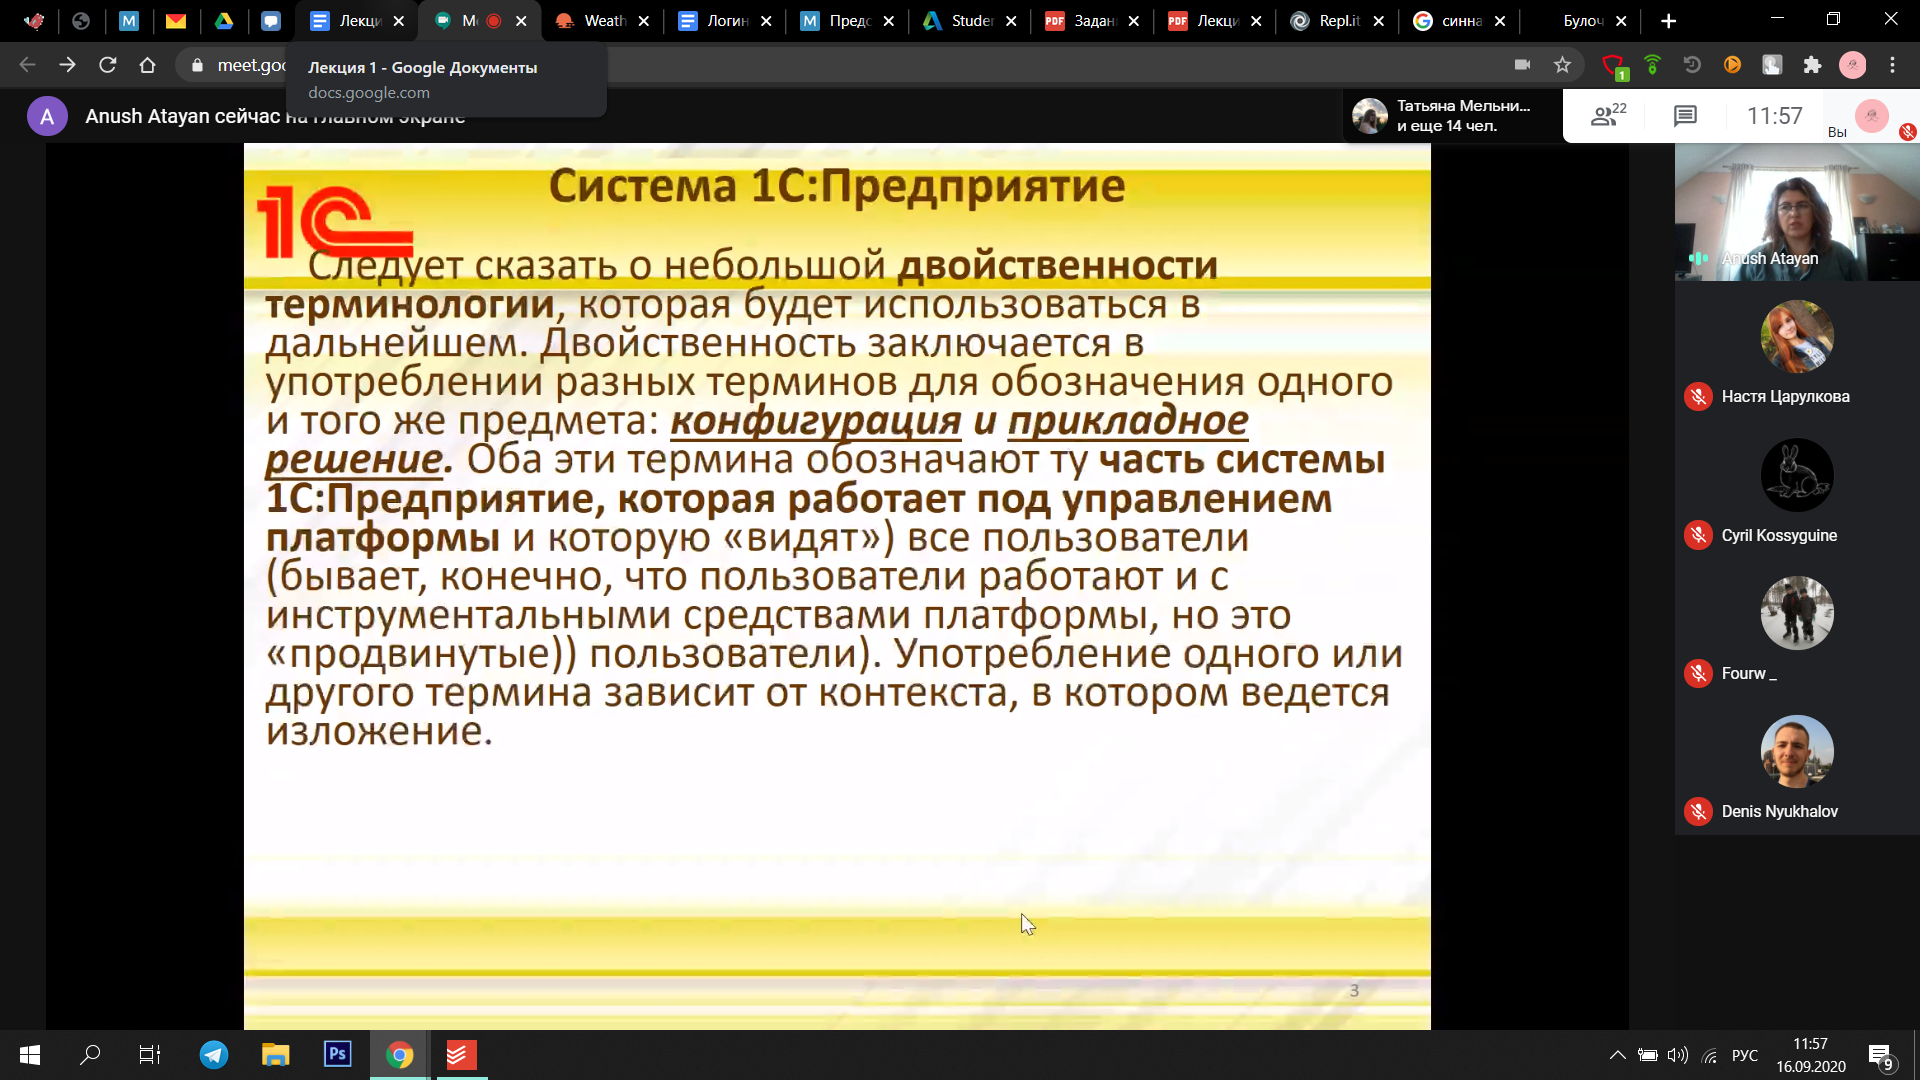 Лекци
Ме
Weath
Логин
Предс
Studen
Задан
Лекци
Repl.it
синна
Булоч
meet.goo
Лекция 1 - Google Документы
docs.google.com
A
Anush Atayan сейчас на главном экране
Татьяна Мельни...
и еще 14 чел.
22
11:57
Вы
1С
Система 1С:Предприятие
Следует сказать о небольшой двойственности
терминологии, которая будет использоваться в
дальнейшем. Двойственность заключается в
употреблении разных терминов для обозначения одного
и того же предмета: конфигурация и прикладное
решение. Оба эти термина обозначают ту часть системы
1С:Предприятие, которая работает под управлением
платформы и которую «видят») все пользователи
(бывает, конечно, что пользователи работают и с
инструментальными средствами платформы, но это
«продвинутые)) пользователи). Употребление одного или
другого термина зависит от контекста, в котором ведется
изложение.
3
Anush Atayan
Настя Царулкова
Cyril Kossyguine
Fourw _
Denis Nyukhalov
Ps
РУС
11:57
16.09.2020
9